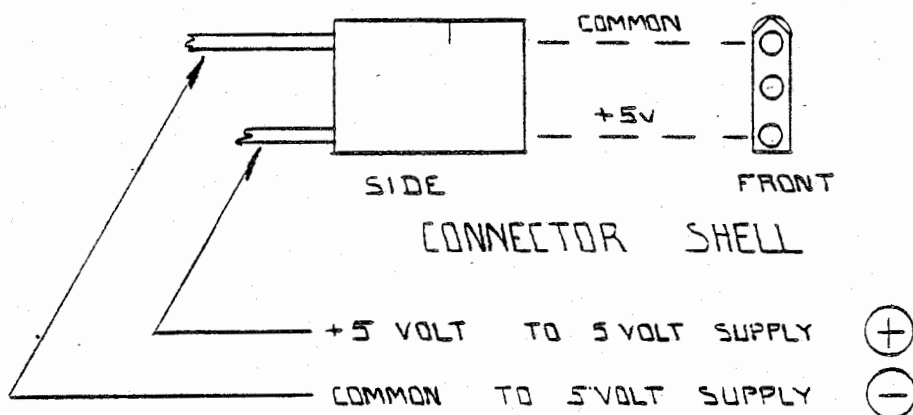 COMMON
+5V
SIDE
FRONT
CONNECTOR SHELL
+5 VOLT TO 5 VOLT SUPPLY +
COMMON TO 5 VOLT SUPPLY -